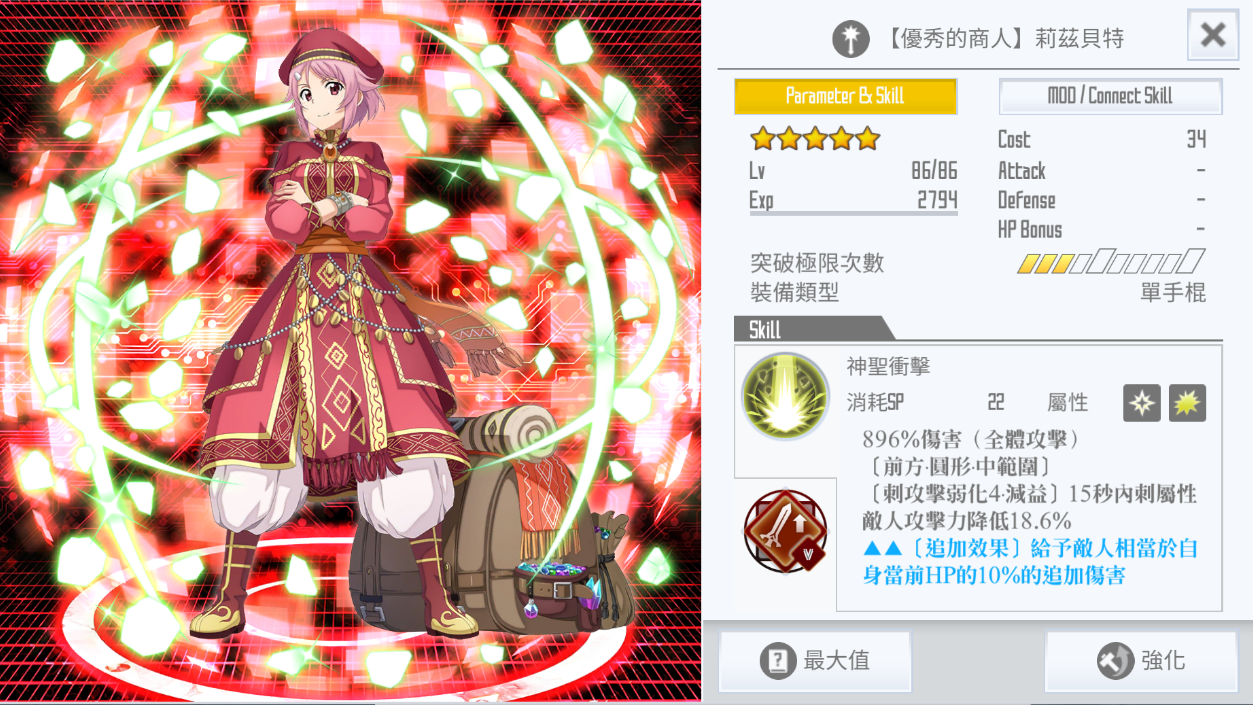 【優秀的商人】莉茲貝特
Parameter & Skill
MOD / Connect Skill
Lv 86/86
Exp 2794
Cost 34
Attack -
Defense -
HP Bonus -
突破極限次數
裝備類型 單手棍
Skill
神聖衝擊
消耗SP 22 屬性
896%傷害（全體攻擊）
〔前方·圓形·中範圍〕
〔刺攻擊弱化4·減益〕15秒內刺屬性
敵人攻擊力降低18.6%
▲▲〔追加效果〕給予敵人相當於自
身當前HP的10%的追加傷害
V
最大值
強化